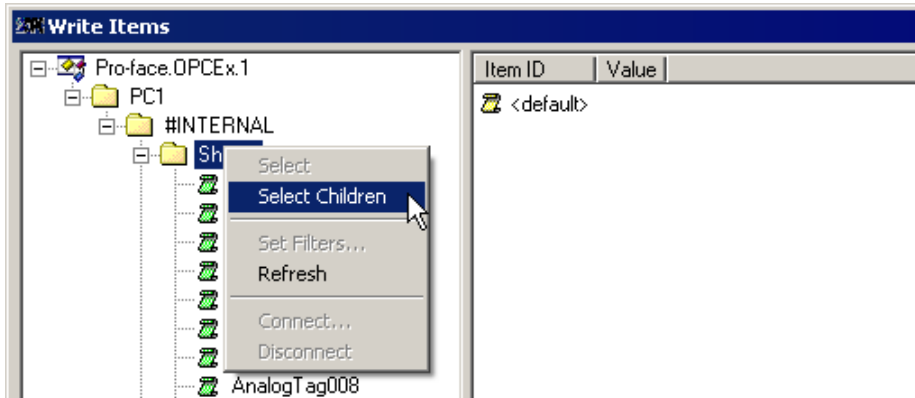 Write Items
Pro-face.OPCEx.1
PC1
#INTERNAL
Sh
Select
Select Children
Set Filters...
Refresh
Connect...
Disconnect
AnalogTag008
Item ID Value
<default>